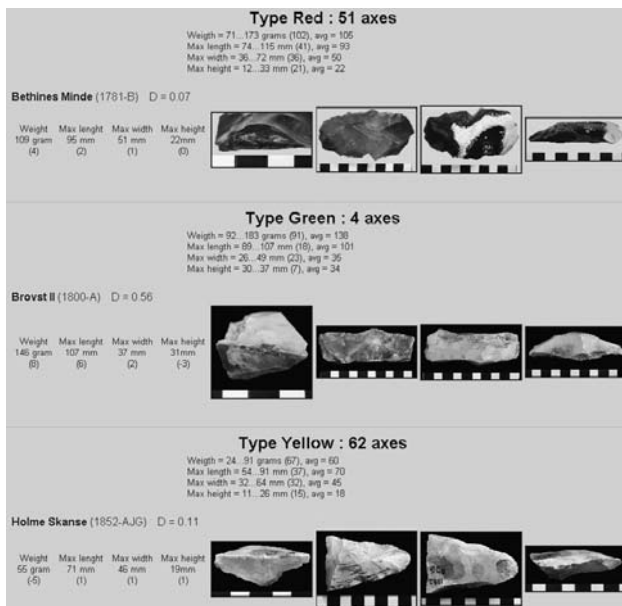 Type Red : 51 axes
Weigth = 71...173 grams (102), avg = 105
Max length = 74...115 mm (41), avg = 93
Max width = 36...72 mm (36), avg = 50
Max height = 12...33 mm (21), avg = 22
Bethines Minde (1781-B) D = 0.07
Weight Max lenght Max width Max height
109 gram 95 mm 51 mm 22mm
(4) (2) (1) (0)
Type Green : 4 axes
Weigth = 92...183 grams (91), avg = 138
Max length = 89...107 mm (18), avg = 101
Max width = 26...49 mm (23), avg = 35
Max height = 30...37 mm (7), avg = 34
Brovst II (1800-A) D = 0.56
Weight Max lenght Max width Max height
146 gram 107 mm 37 mm 31mm
(8) (6) (2) (-3)
Type Yellow : 62 axes
Weigth = 24...91 grams (67), avg = 60
Max length = 54...91 mm (37), avg = 70
Max width = 32...64 mm (32), avg = 45
Max height = 11...26 mm (15), avg = 18
Holme Skanse (1852-AJG) D = 0.11
Weight Max lenght Max width Max height
55 gram 71 mm 46 mm 19mm
(-5) (1) (1) (1)